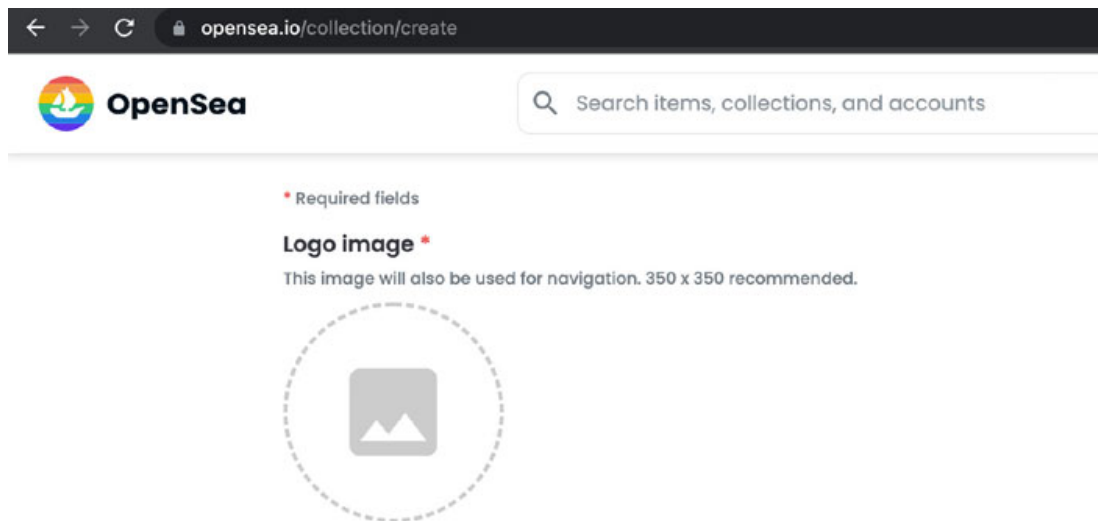 opensea.io/collection/create
OpenSea
Search items, collections, and accounts
* Required fields
Logo image *
This image will also be used for navigation. 350 x 350 recommended.